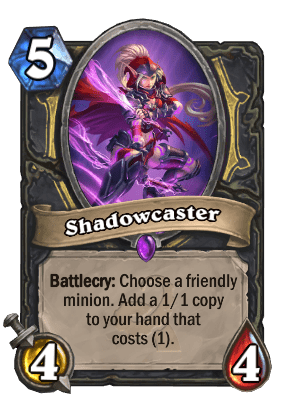 5
Shadowcaster
Battlecry: Choose a friendly
minion. Add a 1/1 copy
to your hand that
costs (1).
4
4